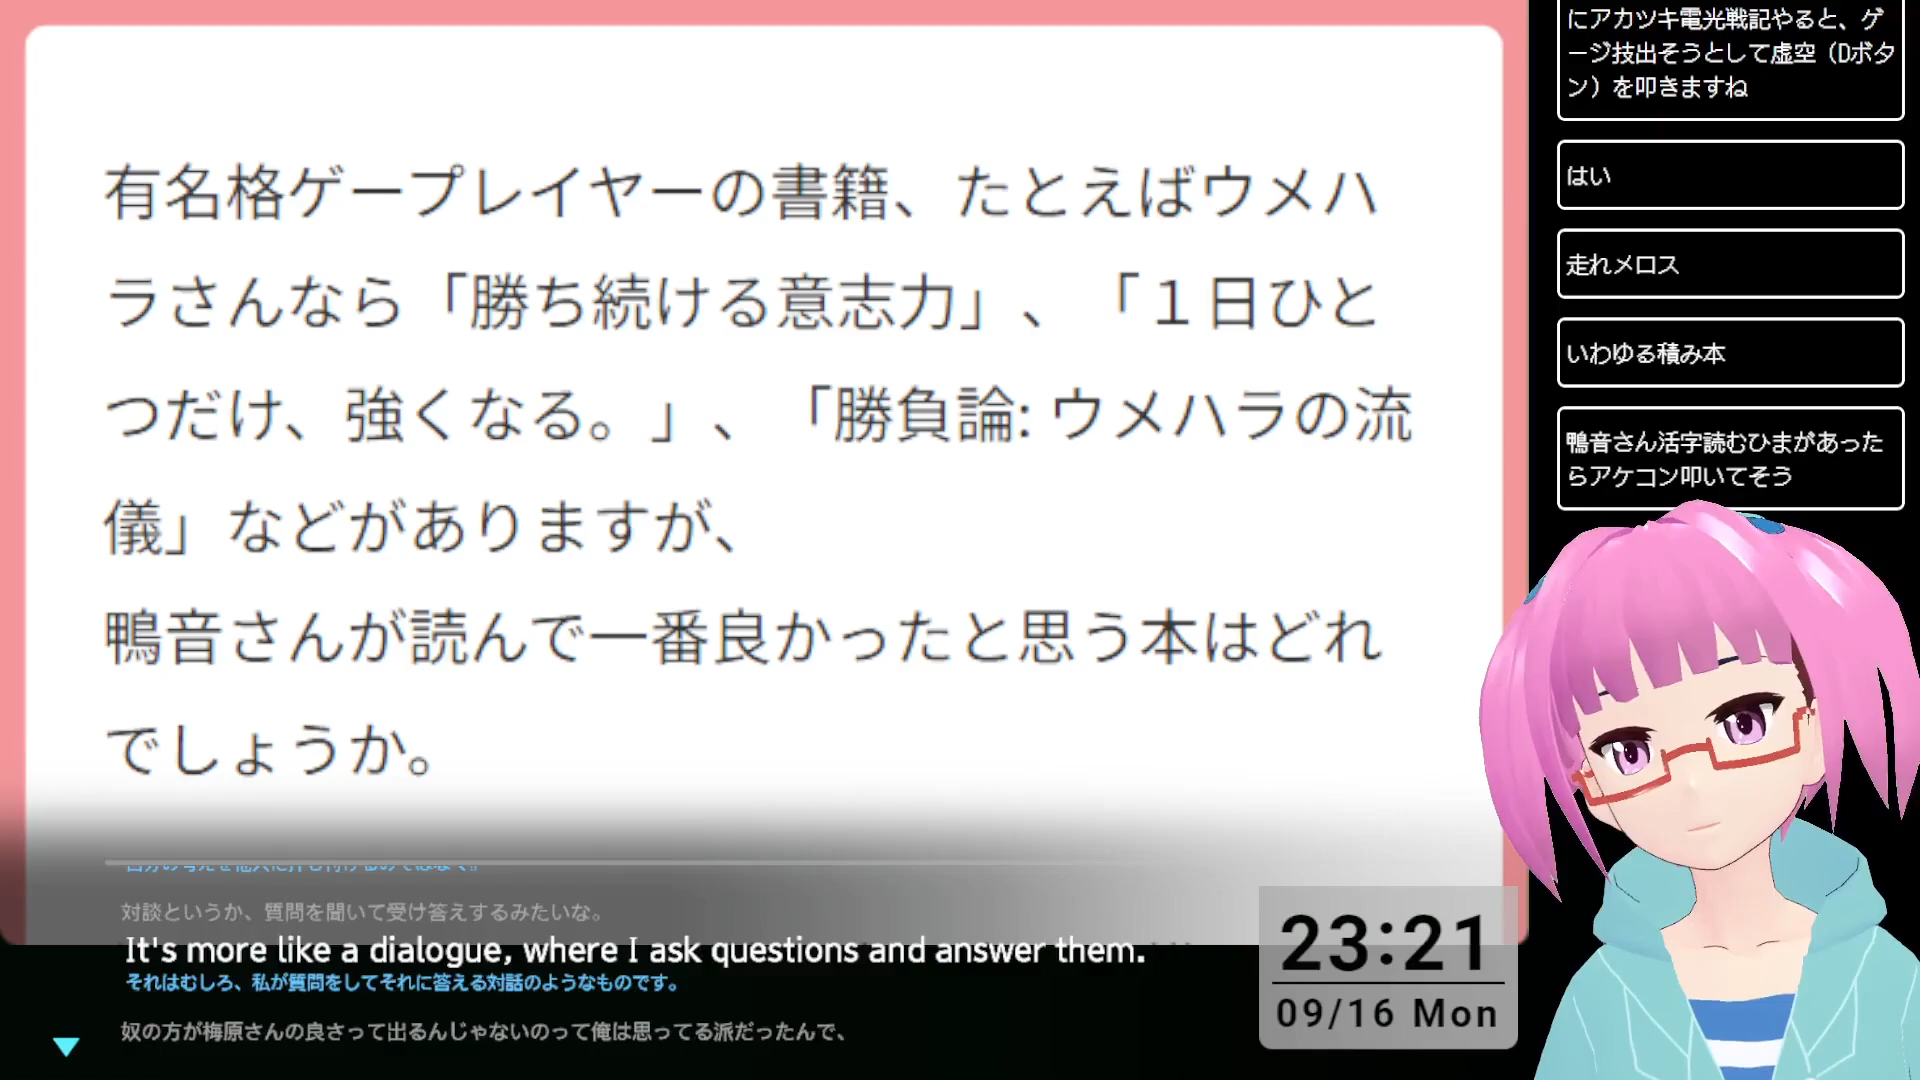 有名格ゲープレイヤーの書籍、たとえばウメハ
ラさんなら「勝ち続ける意志力」、「１日ひと
つだけ、強くなる。」、「勝負論: ウメハラの流
儀」などがありますが、
鴨音さんが読んで一番良かったと思う本はどれ
でしょうか。
対談というか、質問を聞いて受け答えするみたいな。
It's more like a dialogue, where I ask questions and answer them.
それはむしろ、私が質問をしてそれに答える対話のようなものです。
奴の方が梅原さんの良さって出るんじゃないのって俺は思ってる派だったんで、
23:21
09/16 Mon
にアカツキ電光戦記やると、ゲ
ージ技出そうとして虚空（Dボタ
ン）を叩きますね
はい
走れメロス
いわゆる積み本
鴨音さん活字読むひまがあった
らアケコン叩いてそう